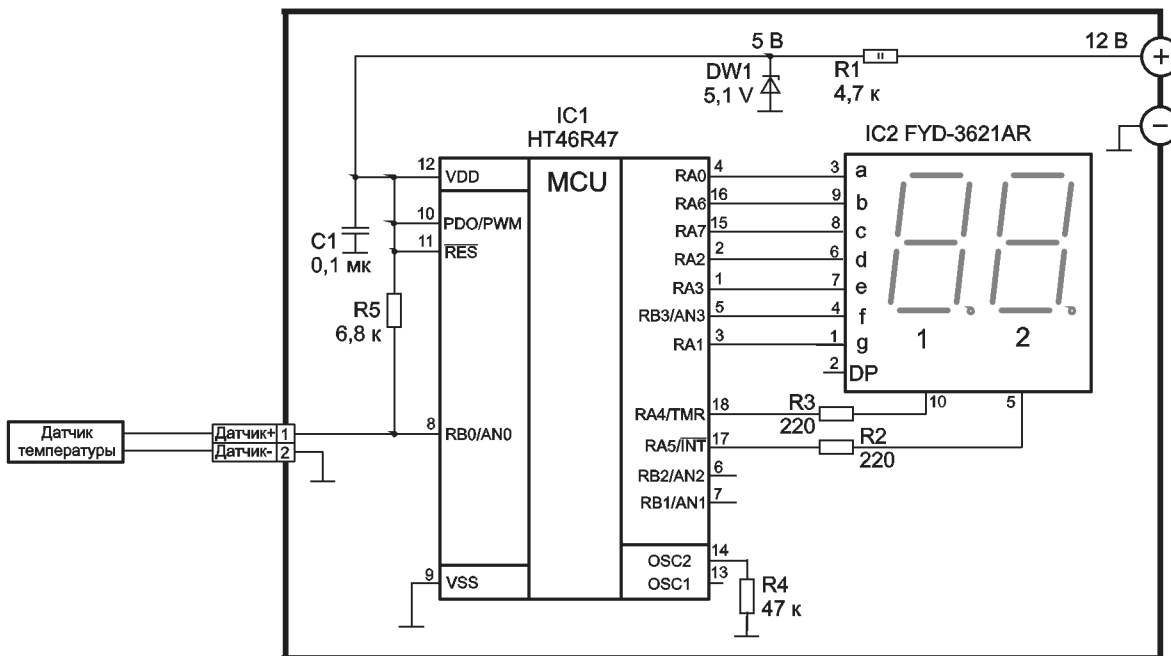 5 В
12 В
+
DW1
5,1 V
R1
4,7 к
−
IC1
HT46R47
IC2 FYD-3621AR
12
VDD
MCU
RA0
4
3
a
RA6
16
9
b
10
PDO/PWM
RA7
15
8
c
C1
0,1 мк
11
RES
RA2
2
6
d
RA3
1
7
e
R5
6,8 к
RB3/AN3
5
4
f
RA1
3
1
g
1
2
2
DP
10
5
RA4/TMR
18
R3
220
8
RB0/AN0
Датчик
температуры
Датчик+
1
Датчик-
2
RA5/INT
17
R2
220
RB2/AN2
6
RB1/AN1
7
OSC2
14
9
VSS
OSC1
13
R4
47 к